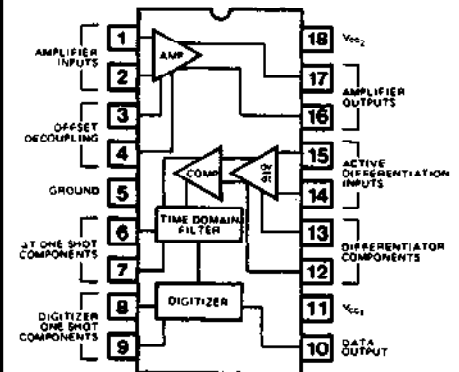 1
AMPLIFIER
INPUTS
2
3
OFFSET
DECOUPLING
4
GROUND
5
6
ΔT ONE SHOT
COMPONENTS
7
8
DIGITIZER
ONE SHOT
COMPONENTS
9
AMP
COMP
DIF
TIME DOMAIN
FILTER
DIGITIZER
18 Vcc2
17
AMPLIFIER
OUTPUTS
16
15
ACTIVE
DIFFERENTIATION
INPUTS
14
13
DIFFERENTIATOR
COMPONENTS
12
11 Vcc1
10 DATA
OUTPUT